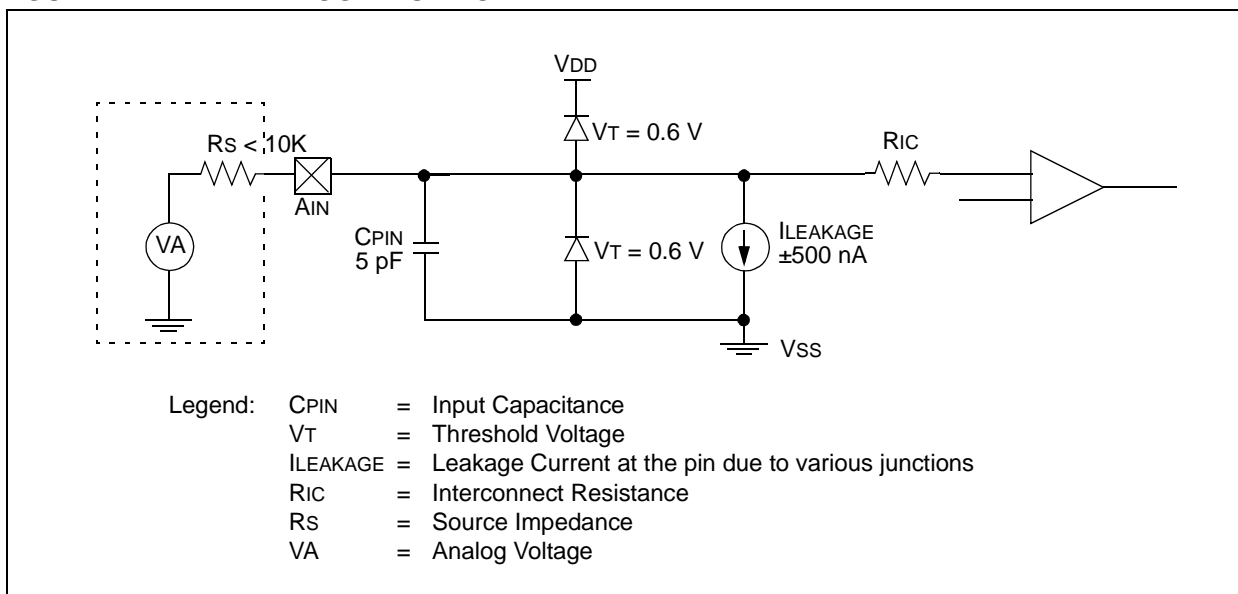 VDD
VT = 0.6 V
RS < 10K
RIC
AIN
CPIN
5 pF
VA
VT = 0.6 V
ILEAKAGE
±500 nA
VSS
Legend: CPIN = Input Capacitance
VT = Threshold Voltage
ILEAKAGE = Leakage Current at the pin due to various junctions
RIC = Interconnect Resistance
RS = Source Impedance
VA = Analog Voltage